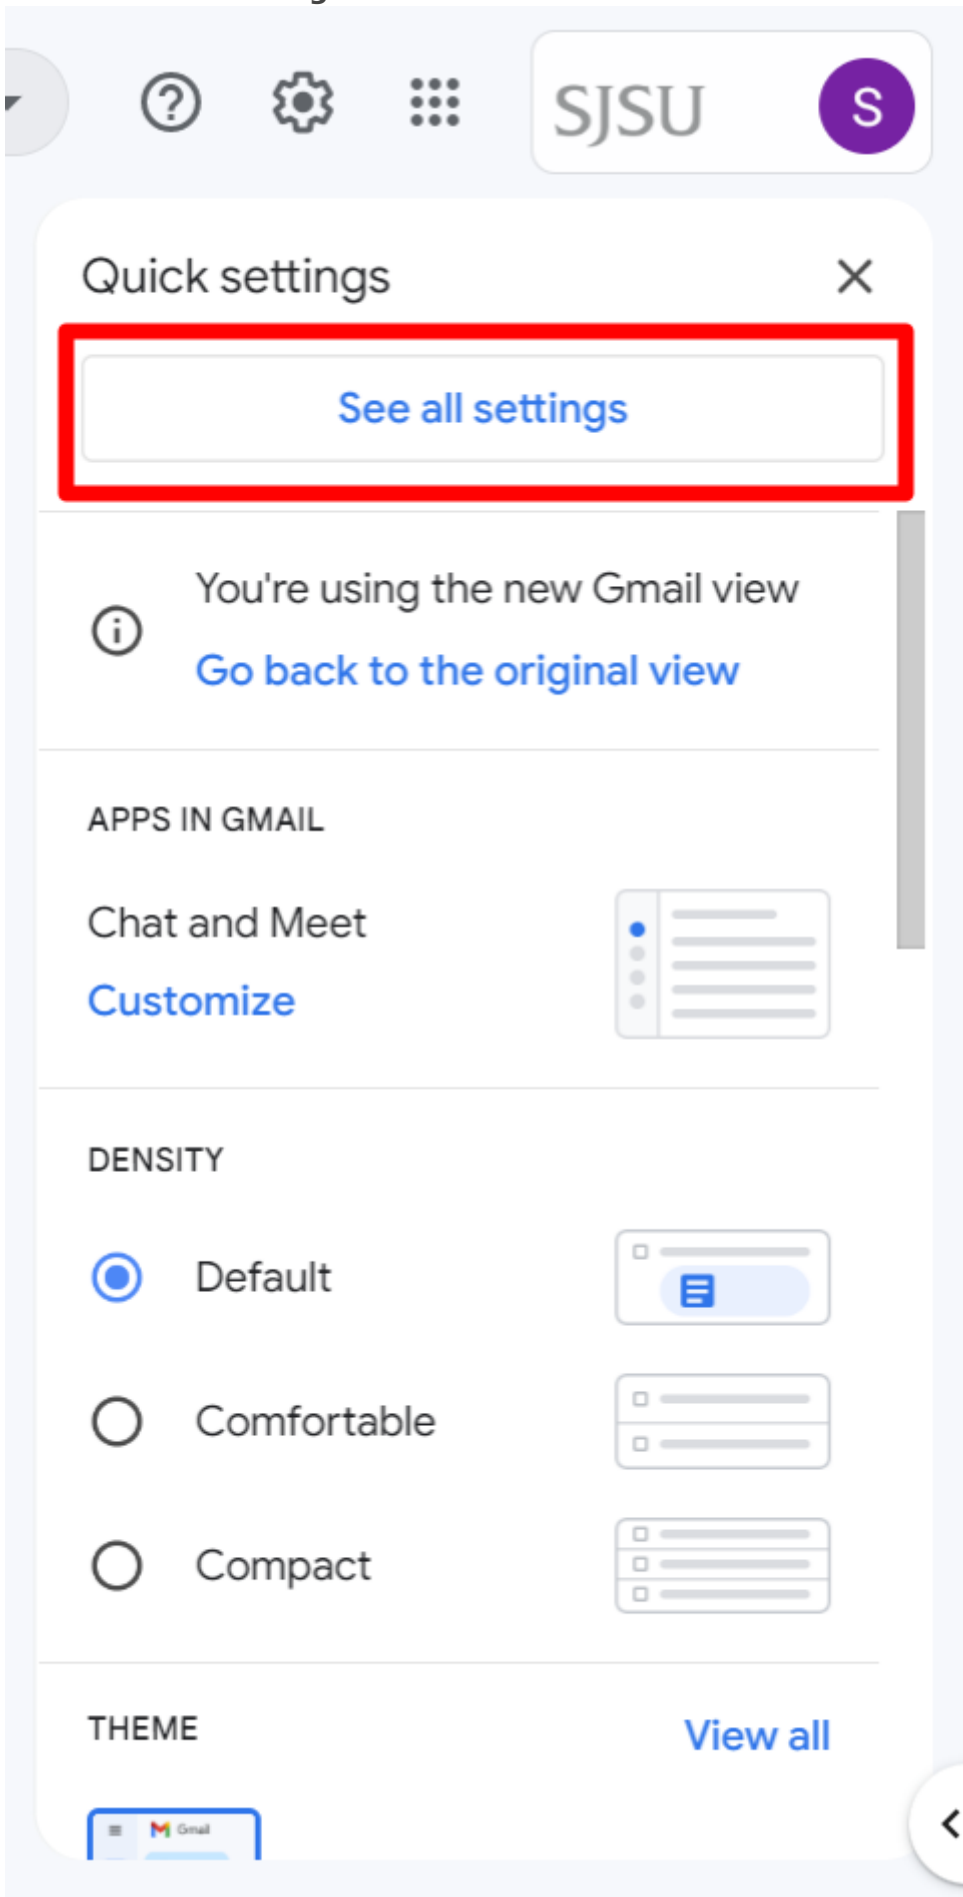 SJSU
S
Quick settings
See all settings
You're using the new Gmail view
Go back to the original view
APPS IN GMAIL
Chat and Meet
Customize
DENSITY
Default
Comfortable
Compact
THEME
View all
Gmail